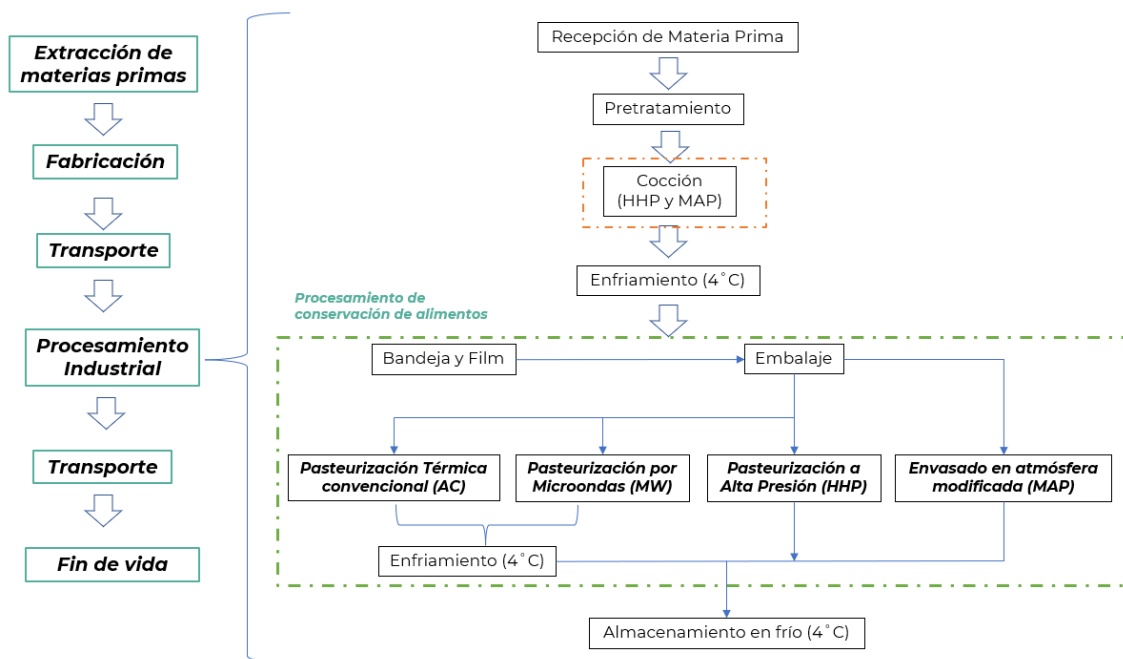 Extracción de
materias primas
Fabricación
Transporte
Procesamiento
Industrial
Transporte
Fin de vida
Recepción de Materia Prima
Pretratamiento
Cocción
(HHP y MAP)
Enfriamiento (4°C)
Procesamiento de
conservación de alimentos
Bandeja y Film
Embalaje
Pasteurización Térmica
convencional (AC)
Pasteurización por
Microondas (MW)
Pasteurización a
Alta Presión (HHP)
Envasado en atmósfera
modificada (MAP)
Enfriamiento (4°C)
Almacenamiento en frío (4°C)